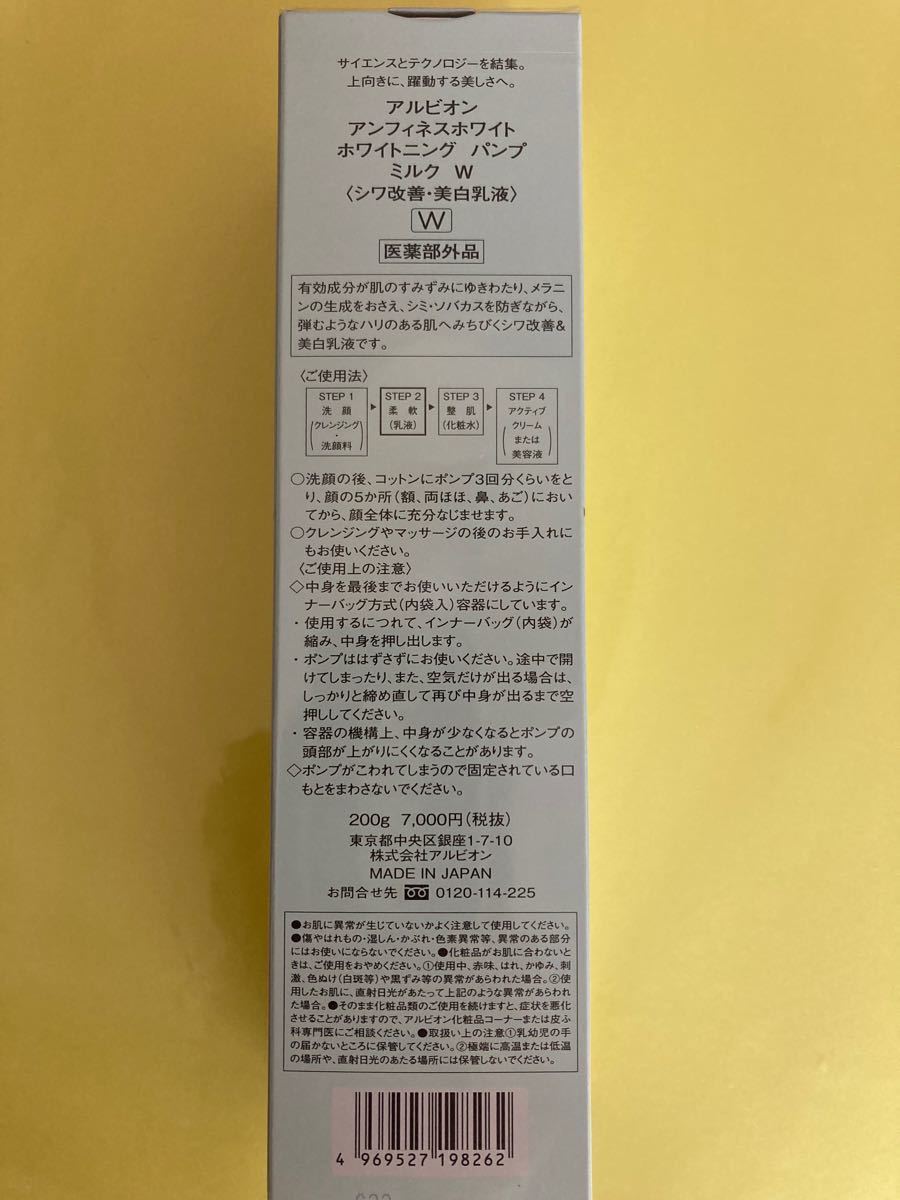 サイエンスとテクノロジーを結集。
上向きに、躍動する美しさへ。
アルビオン
アンフィネスホワイト
ホワイトニング パンプ
ミルク W
〈シワ改善・美白乳液〉
W
医薬部外品
有効成分が肌のすみずみにゆきわたり、メラニ
ンの生成をおさえ、シミ・ソバカスを防ぎながら、
弾むようなハリのある肌へみちびくシワ改善&
美白乳液です。
〈ご使用法〉
STEP 1 STEP 2 STEP 3 STEP 4
洗顔 柔軟 整肌 アクティブ
(クレンジング (乳液) (化粧水) (クリーム
・ または
洗顔料) 美容液)
○洗顔の後、コットンにポンプ3回分くらいをと
り、顔の5か所(額、両ほほ、鼻、あご)におい
てから、顔全体に充分なじませます。
○クレンジングやマッサージの後のお手入れに
もお使いください。
〈ご使用上の注意〉
◇中身を最後までお使いいただけるようにイン
ナーバッグ方式(内袋入)容器にしています。
・使用するにつれて、インナーバッグ(内袋)が
縮み、中身を押し出します。
・ポンプははずさずにお使いください。途中で開
けてしまったり、また、空気だけが出る場合は、
しっかりと締め直して再び中身が出るまで空
押ししてください。
・容器の機構上、中身が少なくなるとポンプの
頭部が上がりにくくなることがあります。
◇ポンプがこわれてしまうので固定されている口
もとをまわさないでください。
200g 7,000円(税抜)
東京都中央区銀座1-7-10
株式会社アルビオン
MADE IN JAPAN
お問合せ先 0120-114-225
●お肌に異常が生じていないかよく注意して使用してください。
●傷やはれもの・湿しん・かぶれ・色素異常等、異常のある部分
にはお使いにならないでください。●化粧品がお肌に合わないと
きは、ご使用をおやめください。①使用中、赤味、はれ、かゆみ、刺
激、色ぬけ(白斑等)や黒ずみ等の異常があらわれた場合。②使
用したお肌に、直射日光があたって上記のような異常があらわれ
た場合。●そのまま化粧品類のご使用を続けますと、症状を悪化
させることがありますので、アルビオン化粧品コーナーまたは皮ふ
科専門医にご相談ください。●取扱い上の注意①乳幼児の手
の届かないところに保管してください。②極端に高温または低温
の場所や、直射日光のあたる場所には保管しないでください。
4 969527 198262